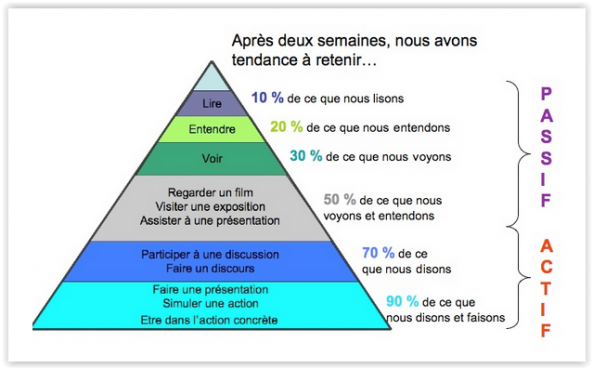 Après deux semaines, nous avons
tendance à retenir…
Lire
10 % de ce que nous lisons
Entendre
20 % de ce que nous entendons
Voir
30 % de ce que nous voyons
Regarder un film
Visiter une exposition
Assister à une présentation
50 % de ce que nous
voyons et entendons
Participer à une discussion
Faire un discours
70 % de ce
que nous disons
Faire une présentation
Simuler une action
Etre dans l'action concrète
90 % de ce que
nous disons et faisons
PASSIF
ACTIF